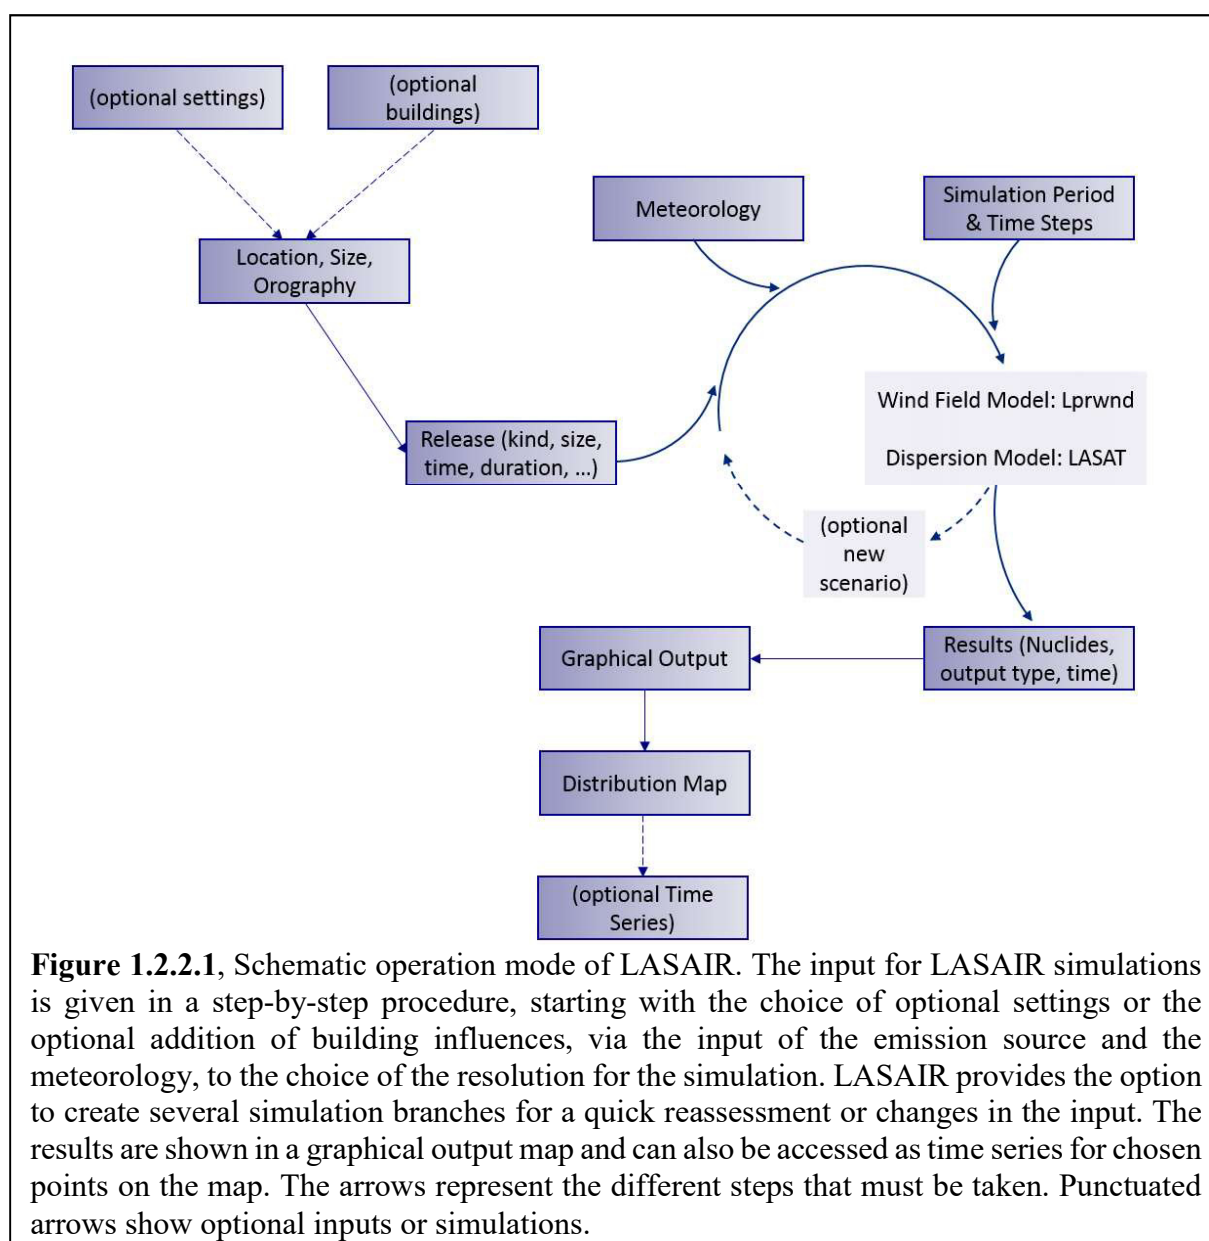 (optional settings)
(optional
buildings)
Meteorology
Simulation Period
& Time Steps
Location, Size,
Orography
Wind Field Model: Lprwnd
Dispersion Model: LASAT
Release (kind, size,
time, duration, ...)
(optional
new
scenario)
Results (Nuclides,
output type, time)
Graphical Output
Distribution Map
(optional Time
Series)
Figure 1.2.2.1, Schematic operation mode of LASAIR. The input for LASAIR simulations
is given in a step-by-step procedure, starting with the choice of optional settings or the
optional addition of building influences, via the input of the emission source and the
meteorology, to the choice of the resolution for the simulation. LASAIR provides the option
to create several simulation branches for a quick reassessment or changes in the input. The
results are shown in a graphical output map and can also be accessed as time series for chosen
points on the map. The arrows represent the different steps that must be taken. Punctuated
arrows show optional inputs or simulations.